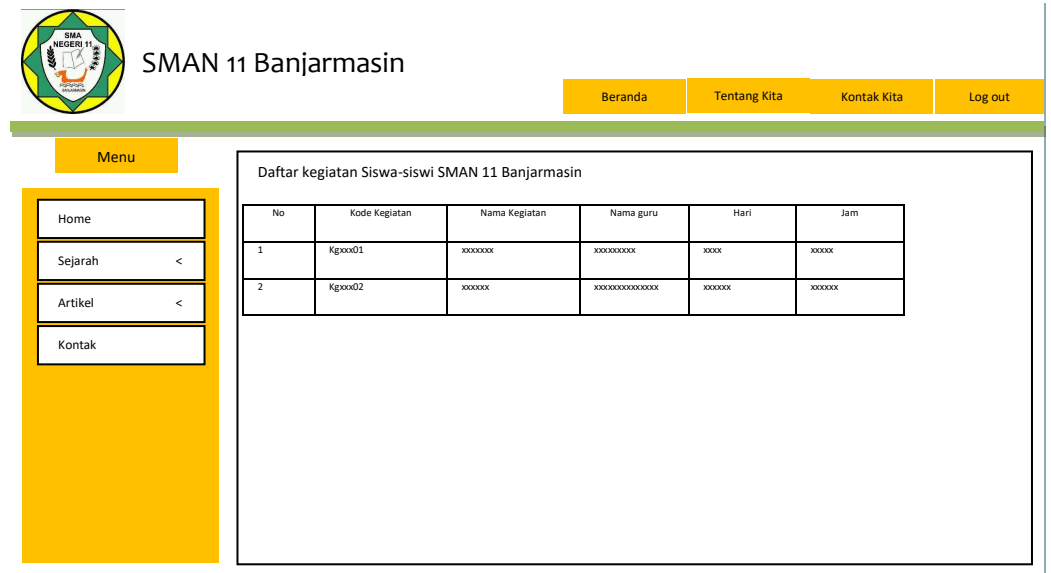 SMA
NEGERI 11
BANJARMASIN
SMAN 11 Banjarmasin
Beranda Tentang Kita Kontak Kita Log out
Menu
Home
Sejarah <
Artikel <
Kontak
Daftar kegiatan Siswa-siswi SMAN 11 Banjarmasin
No Kode Kegiatan Nama Kegiatan Nama guru Hari Jam
1 Kgxxx01 xxxxxxx xxxxxxxxx xxxx xxxxx
2 Kgxxx02 xxxxxx xxxxxxxxxxxxxx xxxxxx xxxxxx